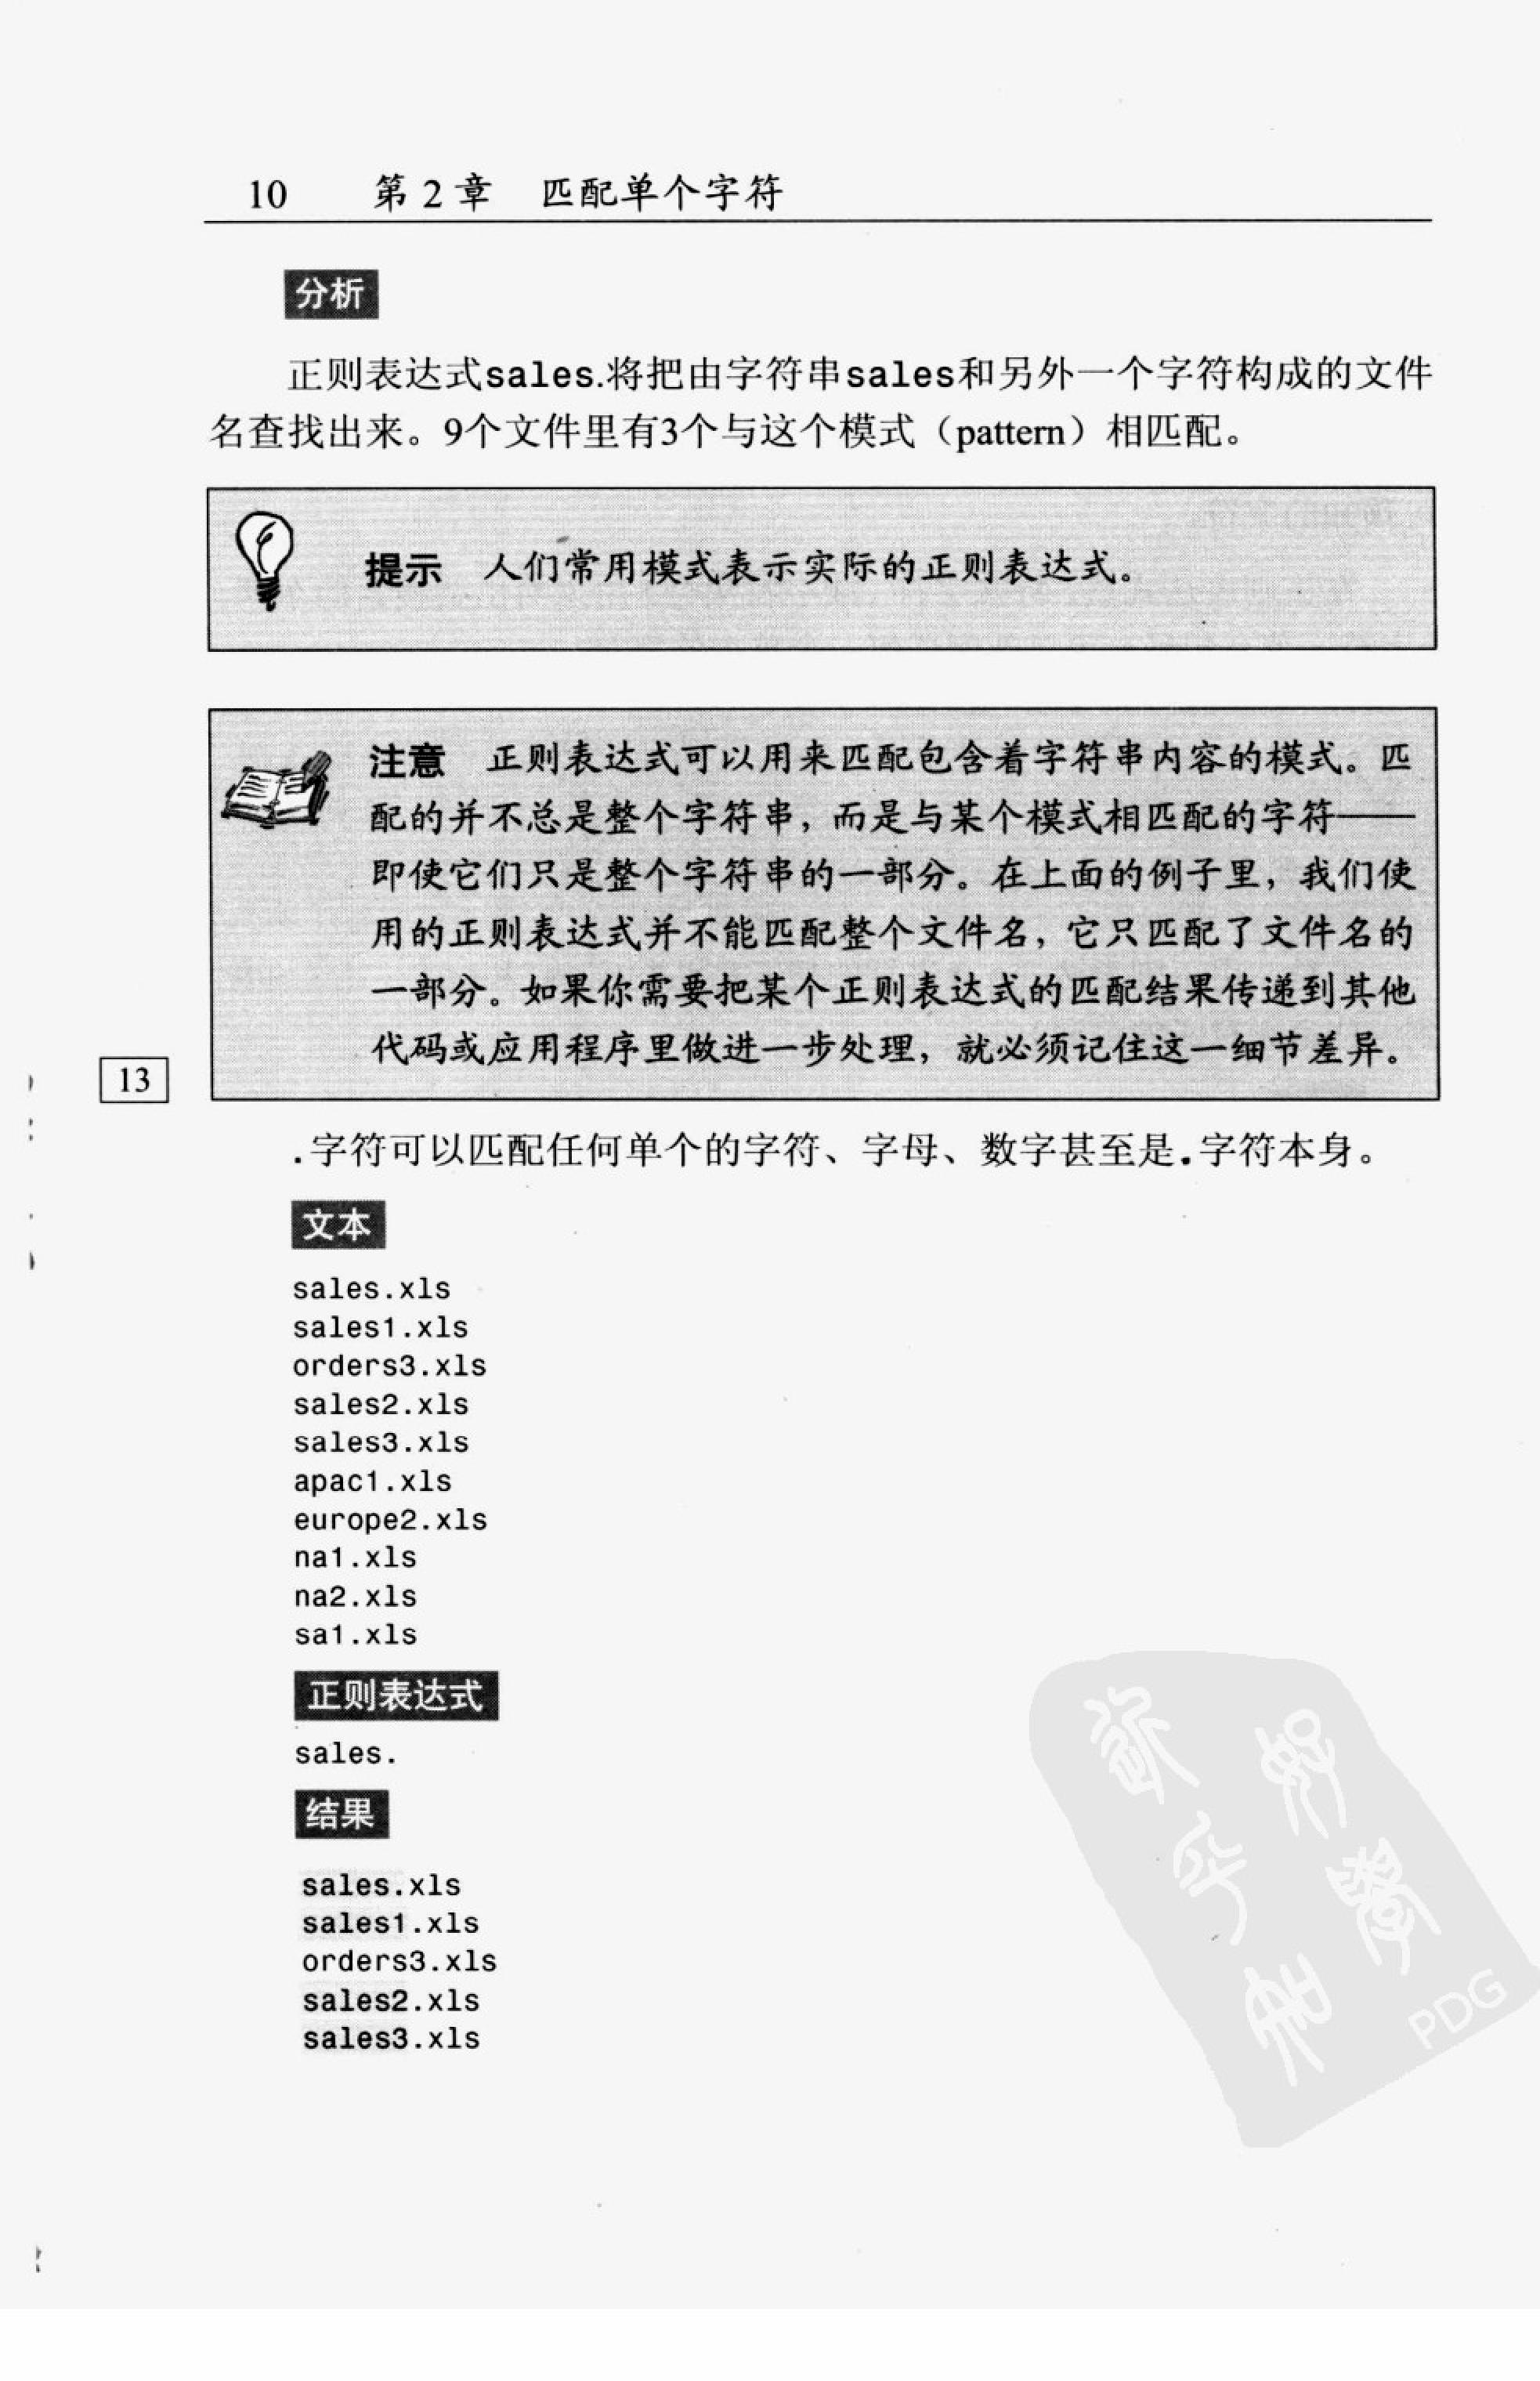 10 第 2 章 匹配单个字符
分析
正则表达式sales.将把由字符串sales和另外一个字符构成的文件
名查找出来。9个文件里有3个与这个模式（pattern）相匹配。
提示 人们常用模式表示实际的正则表达式。
注意 正则表达式可以用来匹配包含着字符串内容的模式。匹
配的并不总是整个字符串，而是与某个模式相匹配的字符——
即使它们只是整个字符串的一部分。在上面的例子里，我们使
用的正则表达式并不能匹配整个文件名，它只匹配了文件名的
一部分。如果你需要把某个正则表达式的匹配结果传递到其他
代码或应用程序里做进一步处理，就必须记住这一细节差异。
13
.字符可以匹配任何单个的字符、字母、数字甚至是.字符本身。
文本
sales.xls
sales1.xls
orders3.xls
sales2.xls
sales3.xls
apac1.xls
europe2.xls
na1.xls
na2.xls
sa1.xls
正则表达式
sales.
结果
sales.xls
sales1.xls
orders3.xls
sales2.xls
sales3.xls
PDG